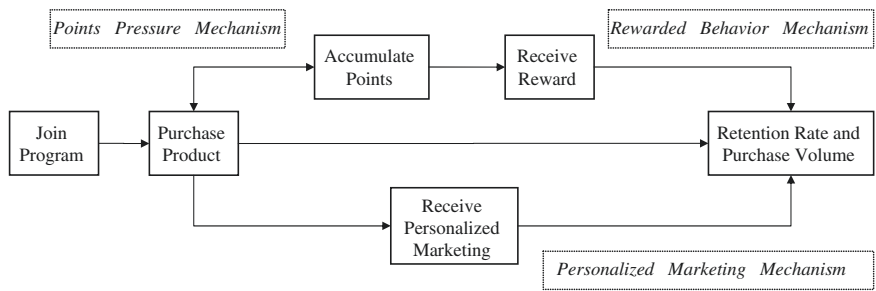 Points Pressure Mechanism
Rewarded Behavior Mechanism
Accumulate
Points
Receive
Reward
Join
Program
Purchase
Product
Retention Rate and
Purchase Volume
Receive
Personalized
Marketing
Personalized Marketing Mechanism